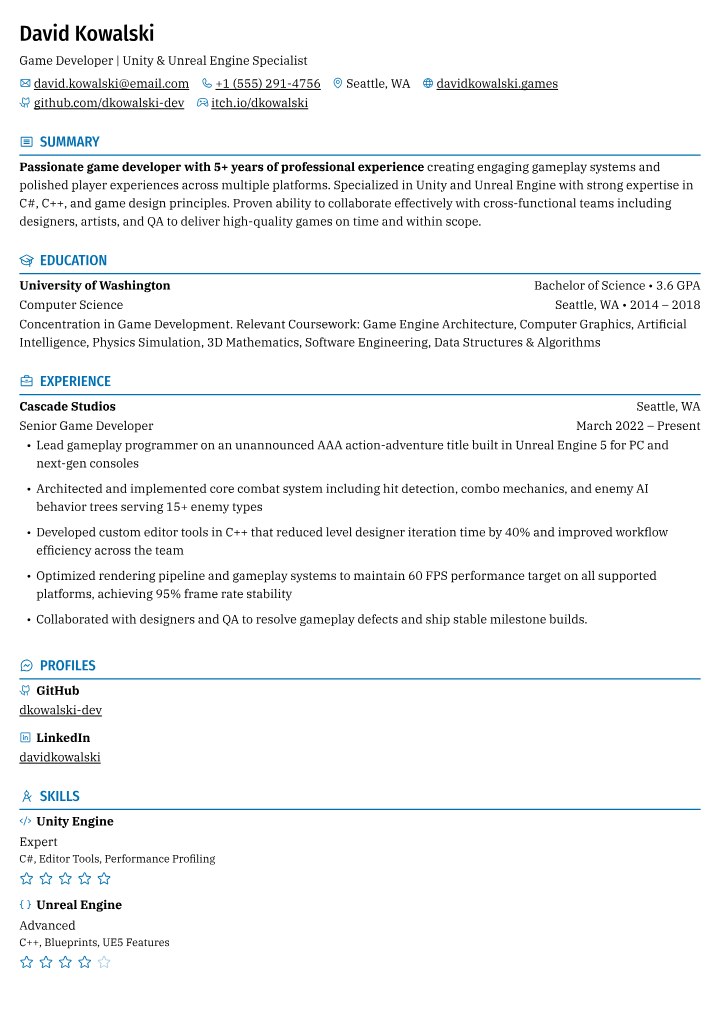 David Kowalski
Game Developer | Unity & Unreal Engine Specialist
david.kowalski@email.com +1 (555) 291-4756 Seattle, WA davidkowalski.games
github.com/dkowalski-dev itch.io/dkowalski
SUMMARY
Passionate game developer with 5+ years of professional experience creating engaging gameplay systems and
polished player experiences across multiple platforms. Specialized in Unity and Unreal Engine with strong expertise in
C#, C++, and game design principles. Proven ability to collaborate effectively with cross-functional teams including
designers, artists, and QA to deliver high-quality games on time and within scope.
EDUCATION
University of Washington Bachelor of Science • 3.6 GPA
Computer Science Seattle, WA • 2014 – 2018
Concentration in Game Development. Relevant Coursework: Game Engine Architecture, Computer Graphics, Artificial
Intelligence, Physics Simulation, 3D Mathematics, Software Engineering, Data Structures & Algorithms
EXPERIENCE
Cascade Studios Seattle, WA
Senior Game Developer March 2022 – Present
• Lead gameplay programmer on an unannounced AAA action-adventure title built in Unreal Engine 5 for PC and
next-gen consoles
• Architected and implemented core combat system including hit detection, combo mechanics, and enemy AI
behavior trees serving 15+ enemy types
• Developed custom editor tools in C++ that reduced level designer iteration time by 40% and improved workflow
efficiency across the team
• Optimized rendering pipeline and gameplay systems to maintain 60 FPS performance target on all supported
platforms, achieving 95% frame rate stability
• Collaborated with designers and QA to resolve gameplay defects and ship stable milestone builds.
PROFILES
GitHub
dkowalski-dev
LinkedIn
davidkowalski
SKILLS
Unity Engine
Expert
C#, Editor Tools, Performance Profiling
Unreal Engine
Advanced
C++, Blueprints, UE5 Features